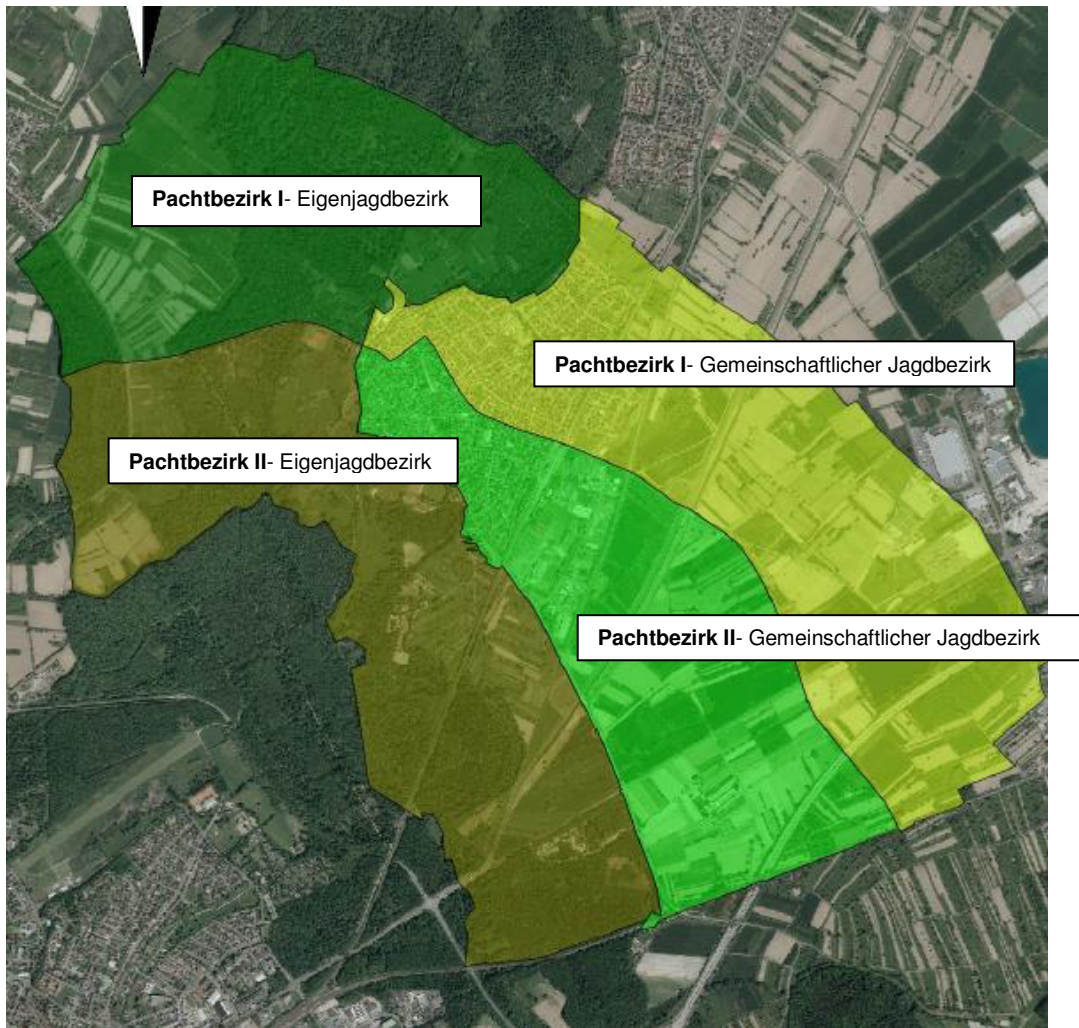 Pachtbezirk I- Eigenjagdbezirk
Pachtbezirk I- Gemeinschaftlicher Jagdbezirk
Pachtbezirk II- Eigenjagdbezirk
Pachtbezirk II- Gemeinschaftlicher Jagdbezirk